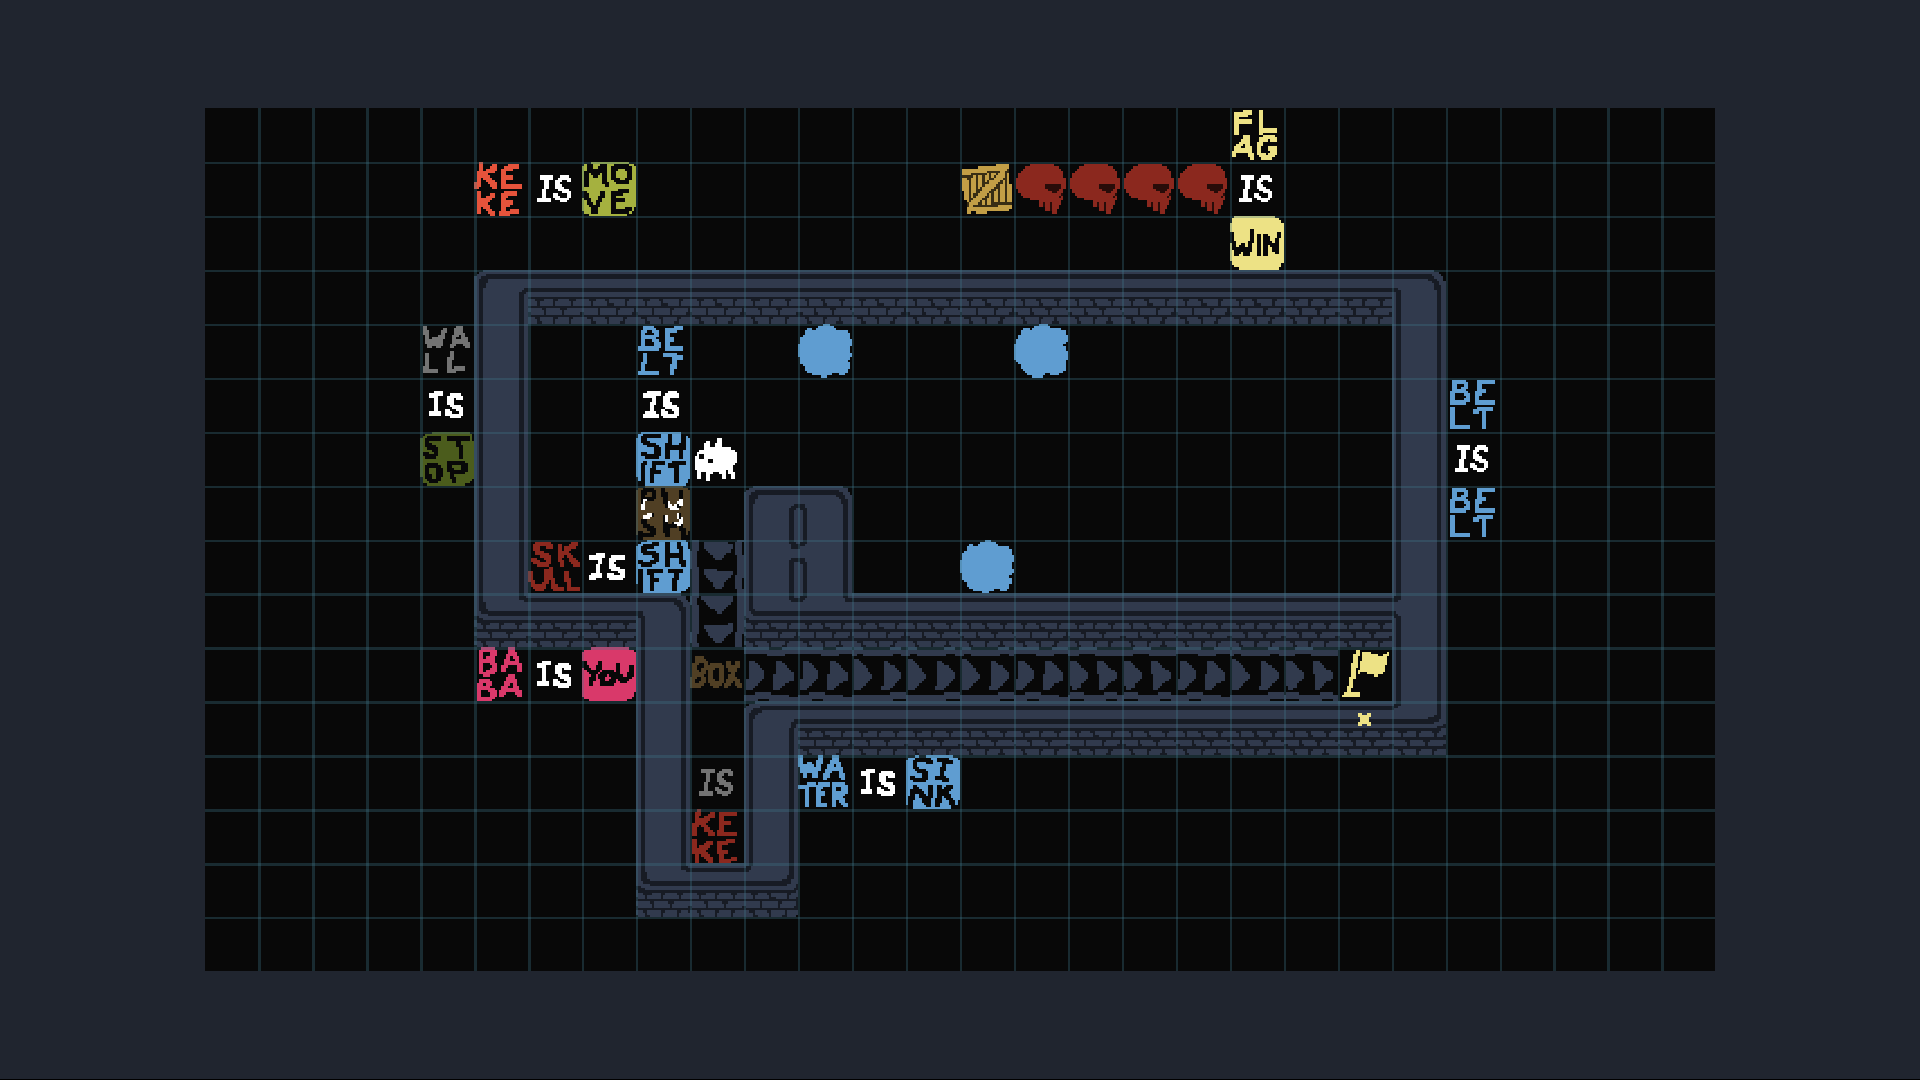 FLAG
KEKE IS MOVE IS
WIN
WALL BELT
IS IS BELT
STOP SHIFT IS
PUSH BELT
SKULL IS SHIFT
BABA IS YOU BOX
IS WATER IS SINK
KEKE